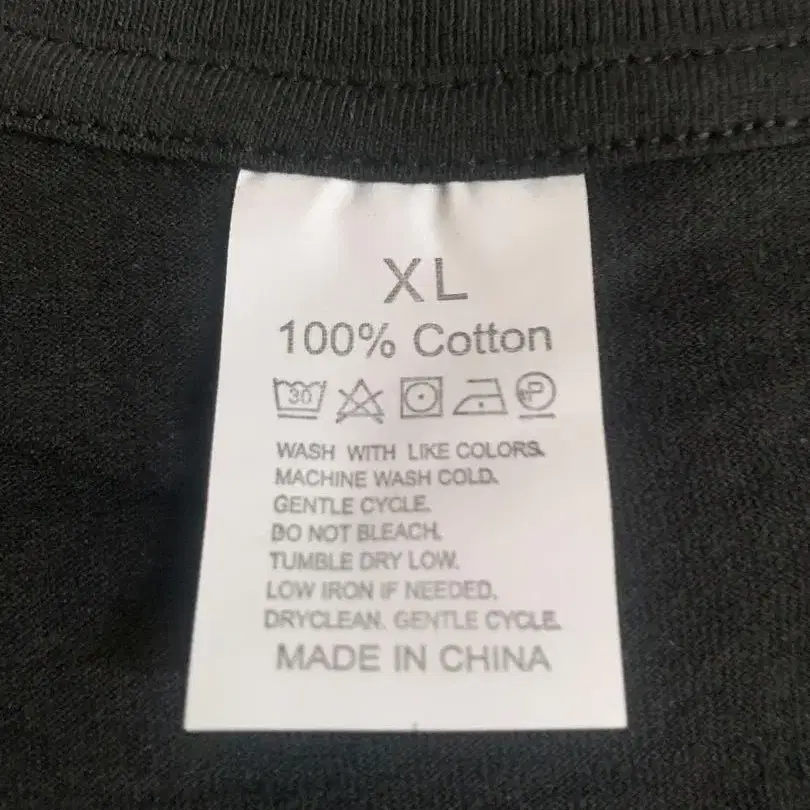 XL
100% Cotton
30 P
WASH WITH LIKE COLORS.
MACHINE WASH COLD.
GENTLE CYCLE.
DO NOT BLEACH.
TUMBLE DRY LOW.
LOW IRON IF NEEDED.
DRYCLEAN. GENTLE CYCLE.
MADE IN CHINA